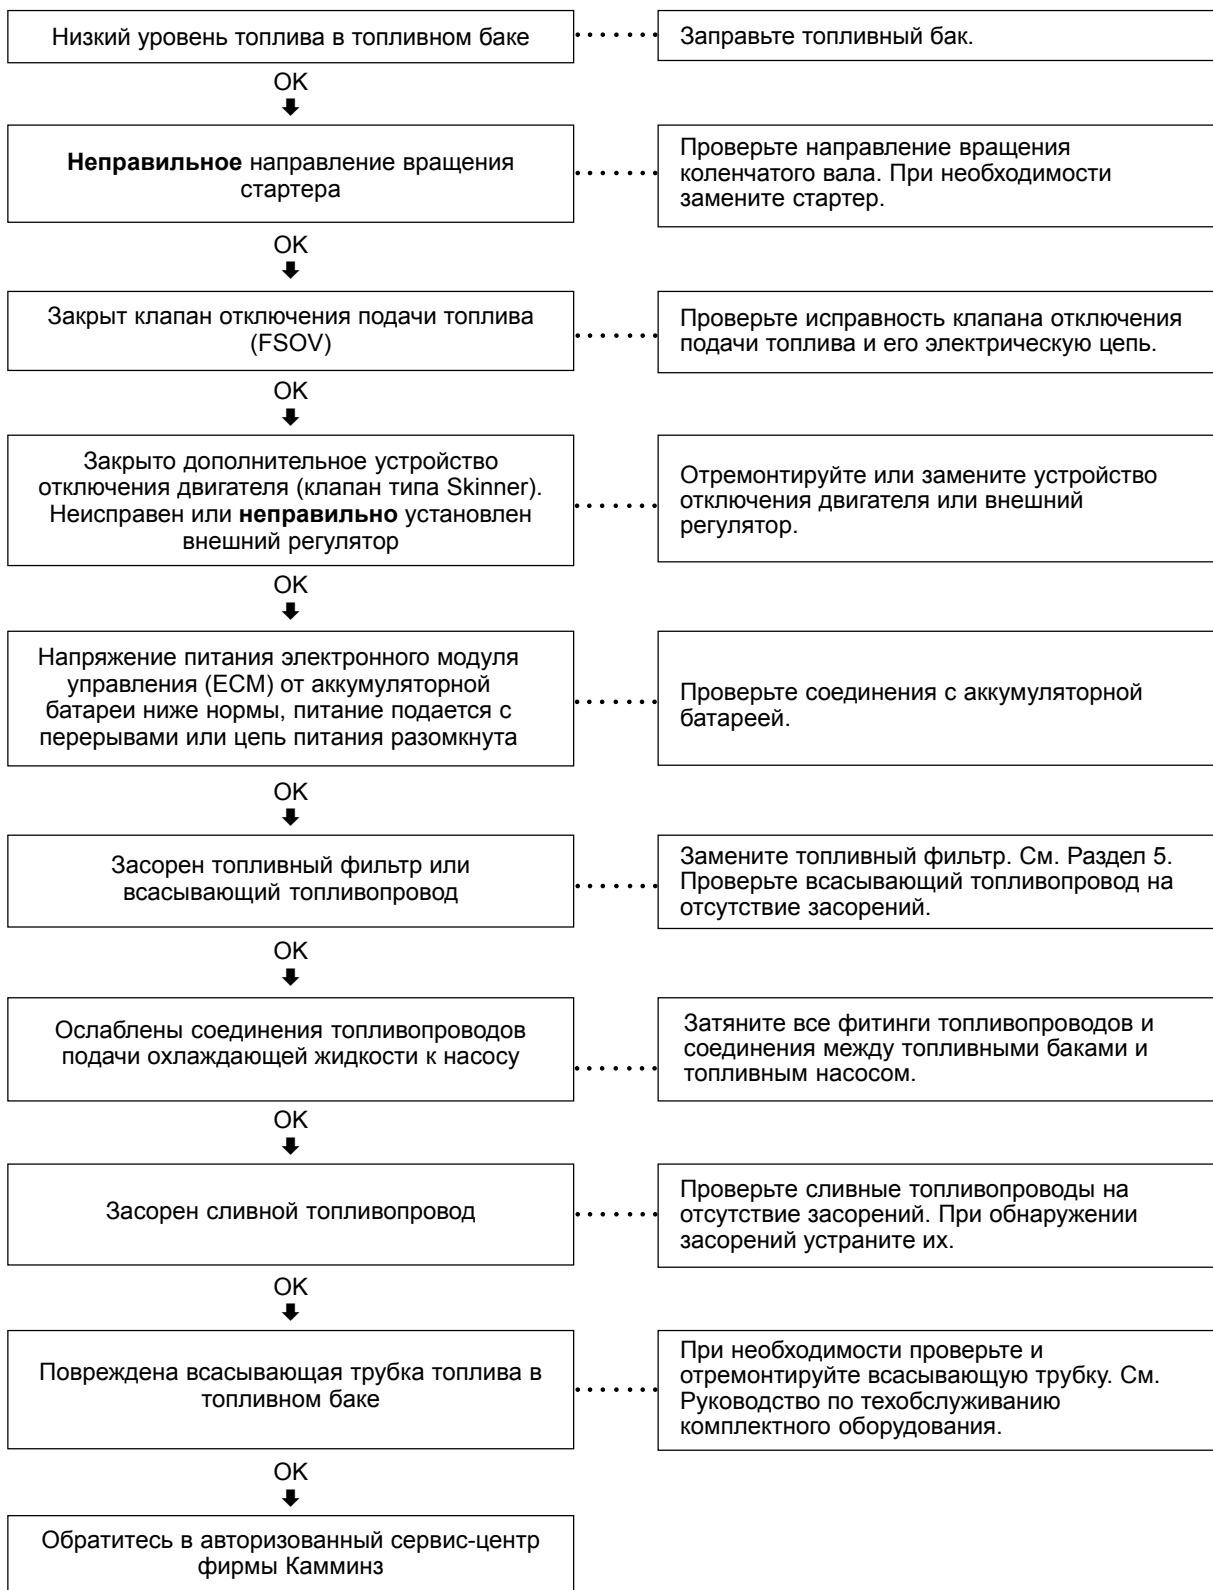 Низкий уровень топлива в топливном баке
Заправьте топливный бак.
OK
Неправильное направление вращения
стартера
Проверьте направление вращения
коленчатого вала. При необходимости
замените стартер.
OK
Закрыт клапан отключения подачи топлива
(FSOV)
Проверьте исправность клапана отключения
подачи топлива и его электрическую цепь.
OK
Закрыто дополнительное устройство
отключения двигателя (клапан типа Skinner).
Неисправен или неправильно установлен
внешний регулятор
Отремонтируйте или замените устройство
отключения двигателя или внешний
регулятор.
OK
Напряжение питания электронного модуля
управления (ECM) от аккумуляторной
батареи ниже нормы, питание подается с
перерывами или цепь питания разомкнута
Проверьте соединения с аккумуляторной
батареей.
OK
Засорен топливный фильтр или
всасывающий топливопровод
Замените топливный фильтр. См. Раздел 5.
Проверьте всасывающий топливопровод на
отсутствие засорений.
OK
Ослаблены соединения топливопроводов
подачи охлаждающей жидкости к насосу
Затяните все фитинги топливопроводов и
соединения между топливными баками и
топливным насосом.
OK
Засорен сливной топливопровод
Проверьте сливные топливопроводы на
отсутствие засорений. При обнаружении
засорений устраните их.
OK
Повреждена всасывающая трубка топлива в
топливном баке
При необходимости проверьте и
отремонтируйте всасывающую трубку. См.
Руководство по техобслуживанию
комплектного оборудования.
OK
Обратитесь в авторизованный сервис-центр
фирмы Камминз